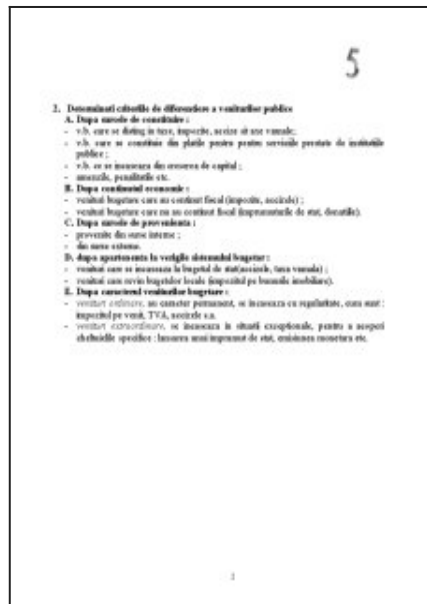 5
2. Determinati criteriile de diferentiere a veniturilor publice
A. Dupa sursele de constituire :
- v.b. care se disting in taxe, impozite, accize si taxe vamale;
- v.b. care se constituie din platile pentru pentru serviciile prestate de institutiile
publice ;
- v.b. ce se incaseaza din cresterea de capital ;
- amenzile, penalitatile etc.
B. Dupa continutul economic :
- venituri bugetare care au continut fiscal (impozite, accizele) ;
- venituri bugetare care nu au continut fiscal (imprumuturile de stat, donatiile).
C. Dupa sursele de provenienta :
- provenite din surse interne ;
- din surse externe.
D. dupa apartenenta la verigile sistemului bugetar :
- venituri care se incaseaza la bugetul de stat(accizele, taxa vamala) ;
- venituri care revin bugetelor locale (impozitul pe bunurile imobiliare).
E. Dupa caracterul veniturilor bugetare :
- venituri ordinare, au caracter permanent, se incaseaza cu regularitate, cum sunt :
impozitul pe venit, TVA, accizele s.a.
- venituri extraordinare, se incaseaza in situatii exceptionale, pentru a acoperi
cheltuielile specifice : lansarea unui imprumut de stat, emisiunea monetara etc.